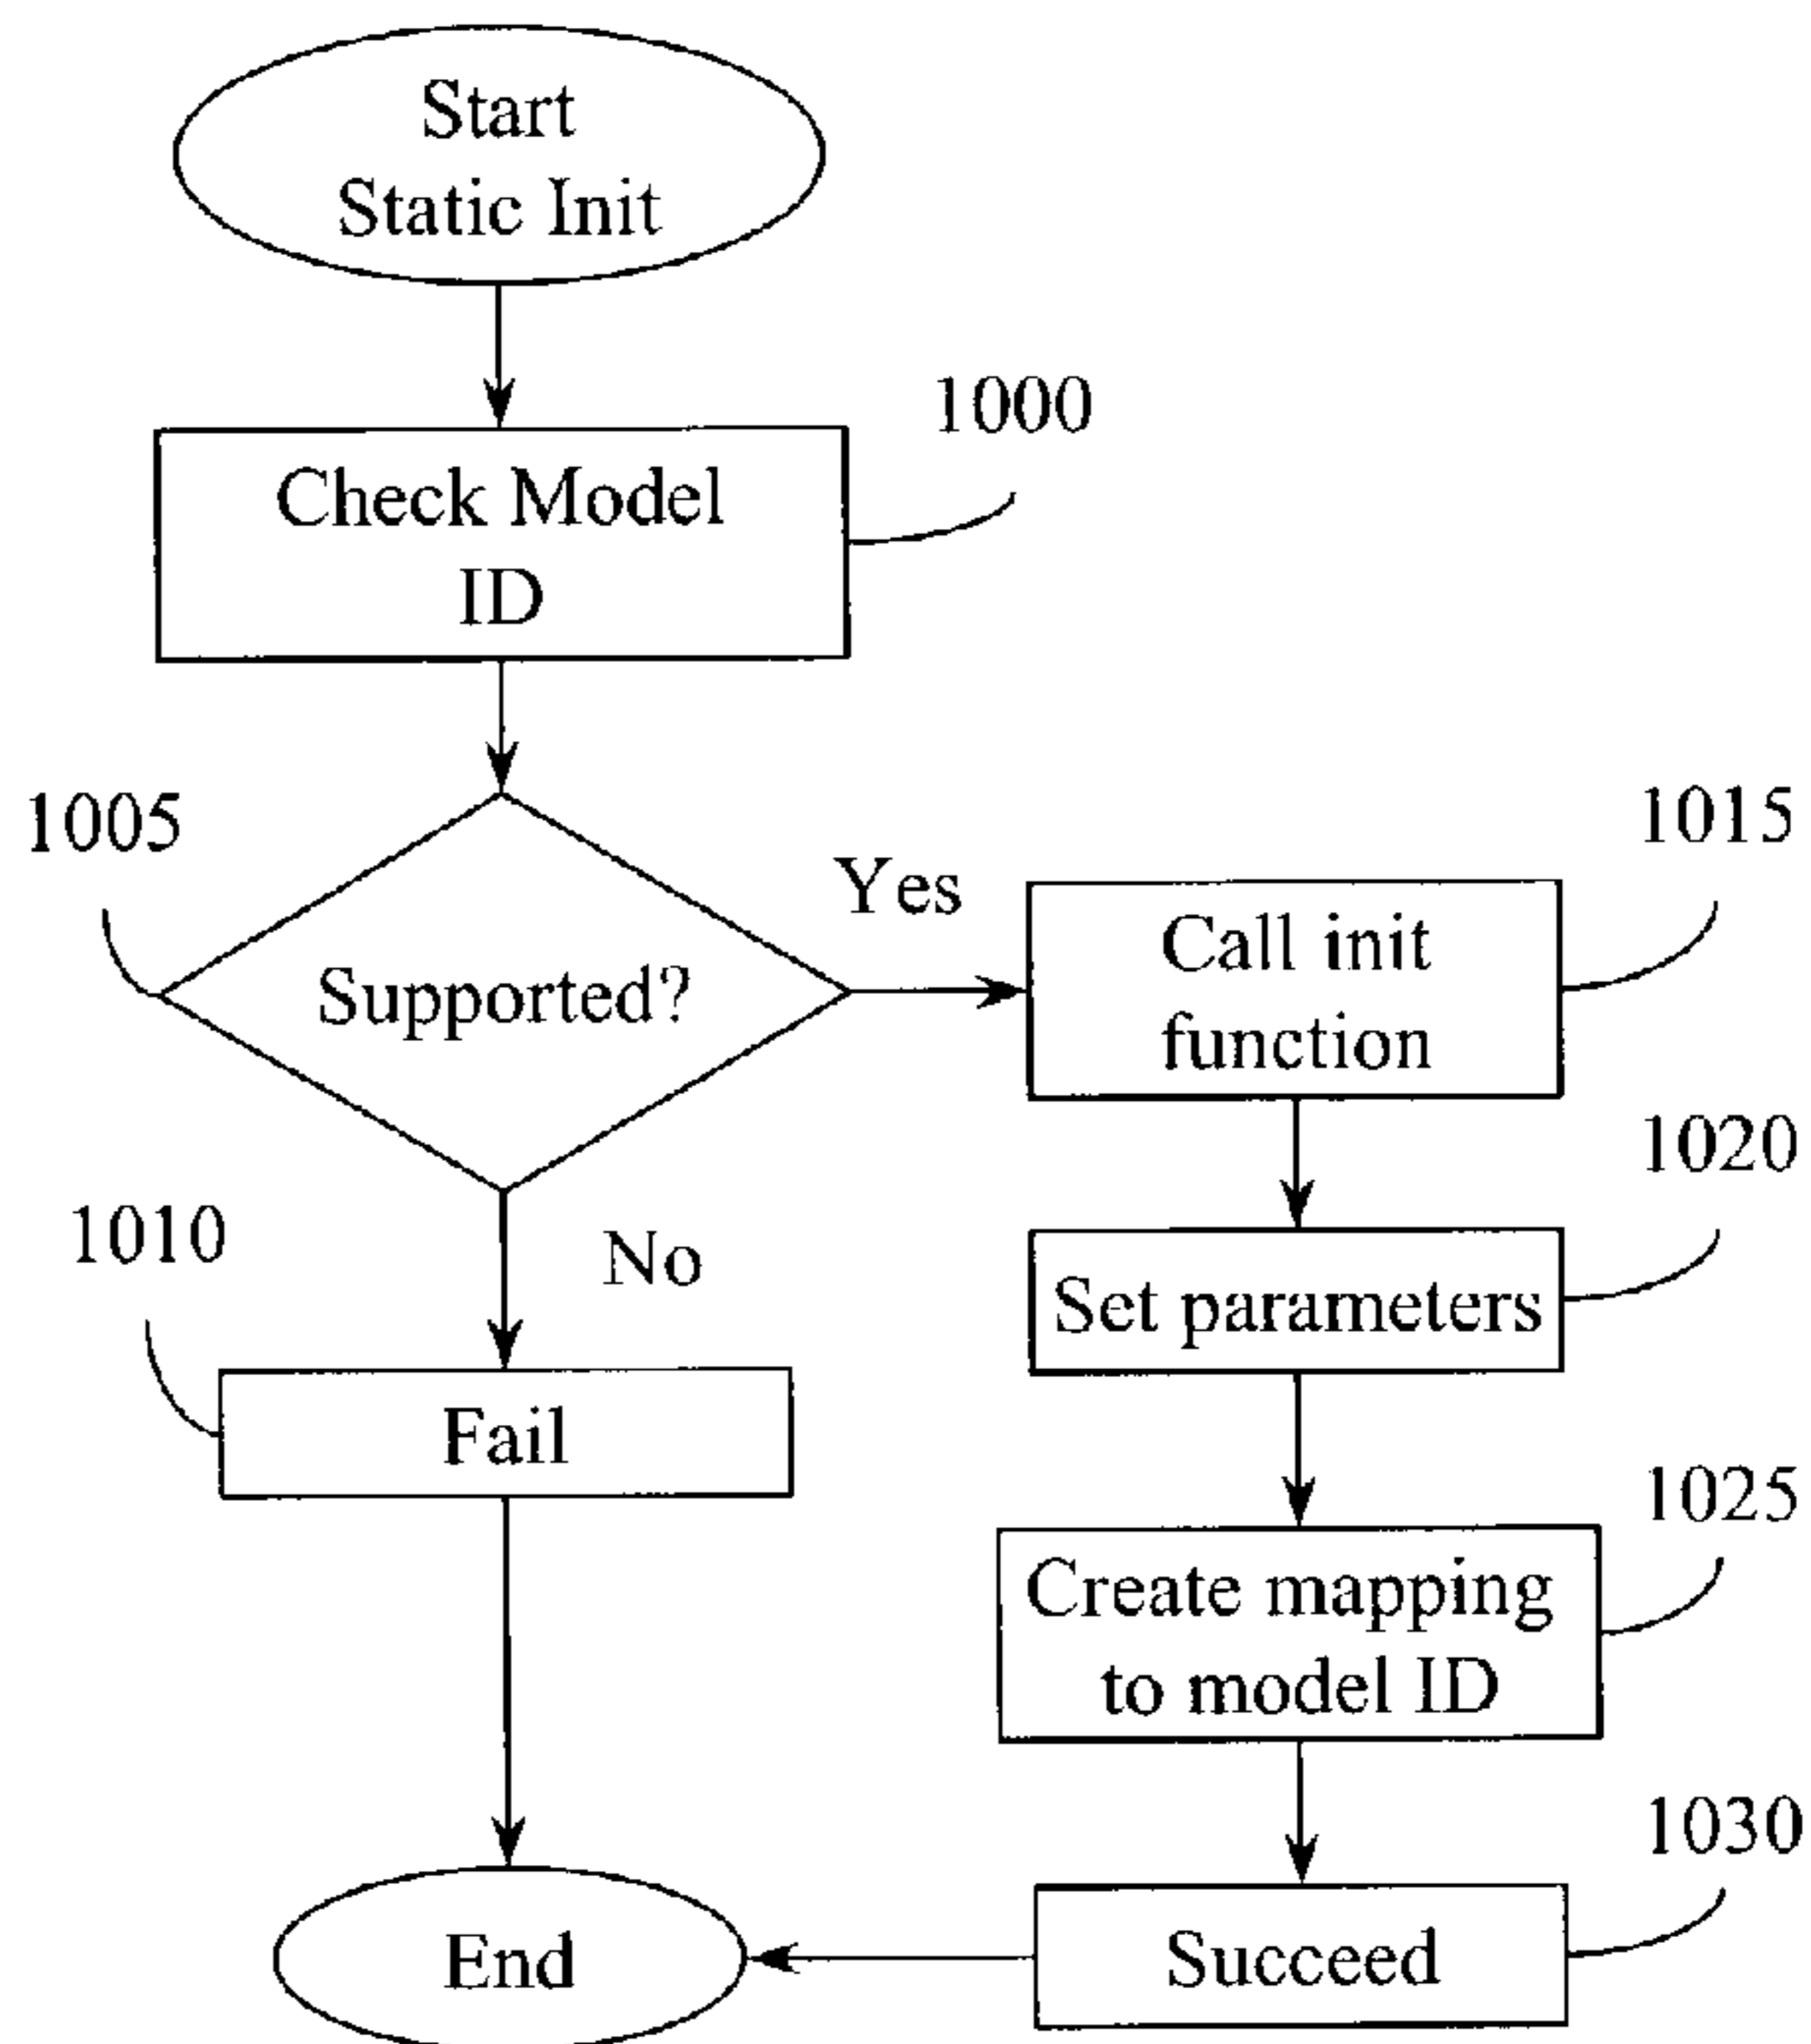 Start
Static Init
1000
Check Model
ID
1005
Supported?
Yes
1015
Call init
function
1020
Set parameters
1010
No
Fail
1025
Create mapping
to model ID
1030
Succeed
End